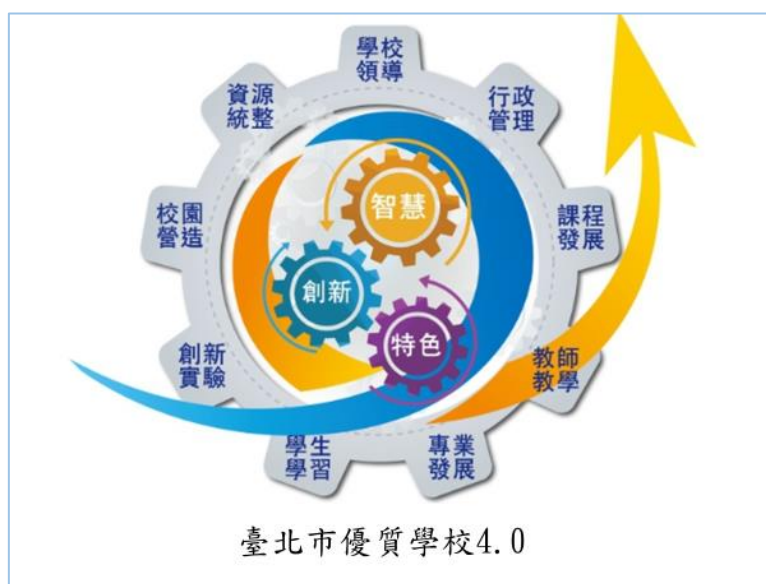 學校
領導
行政
管理
課程
發展
教師
教學
專業
發展
學生
學習
創新
實驗
校園
營造
資源
統整
智慧
創新
特色
臺北市優質學校4.0